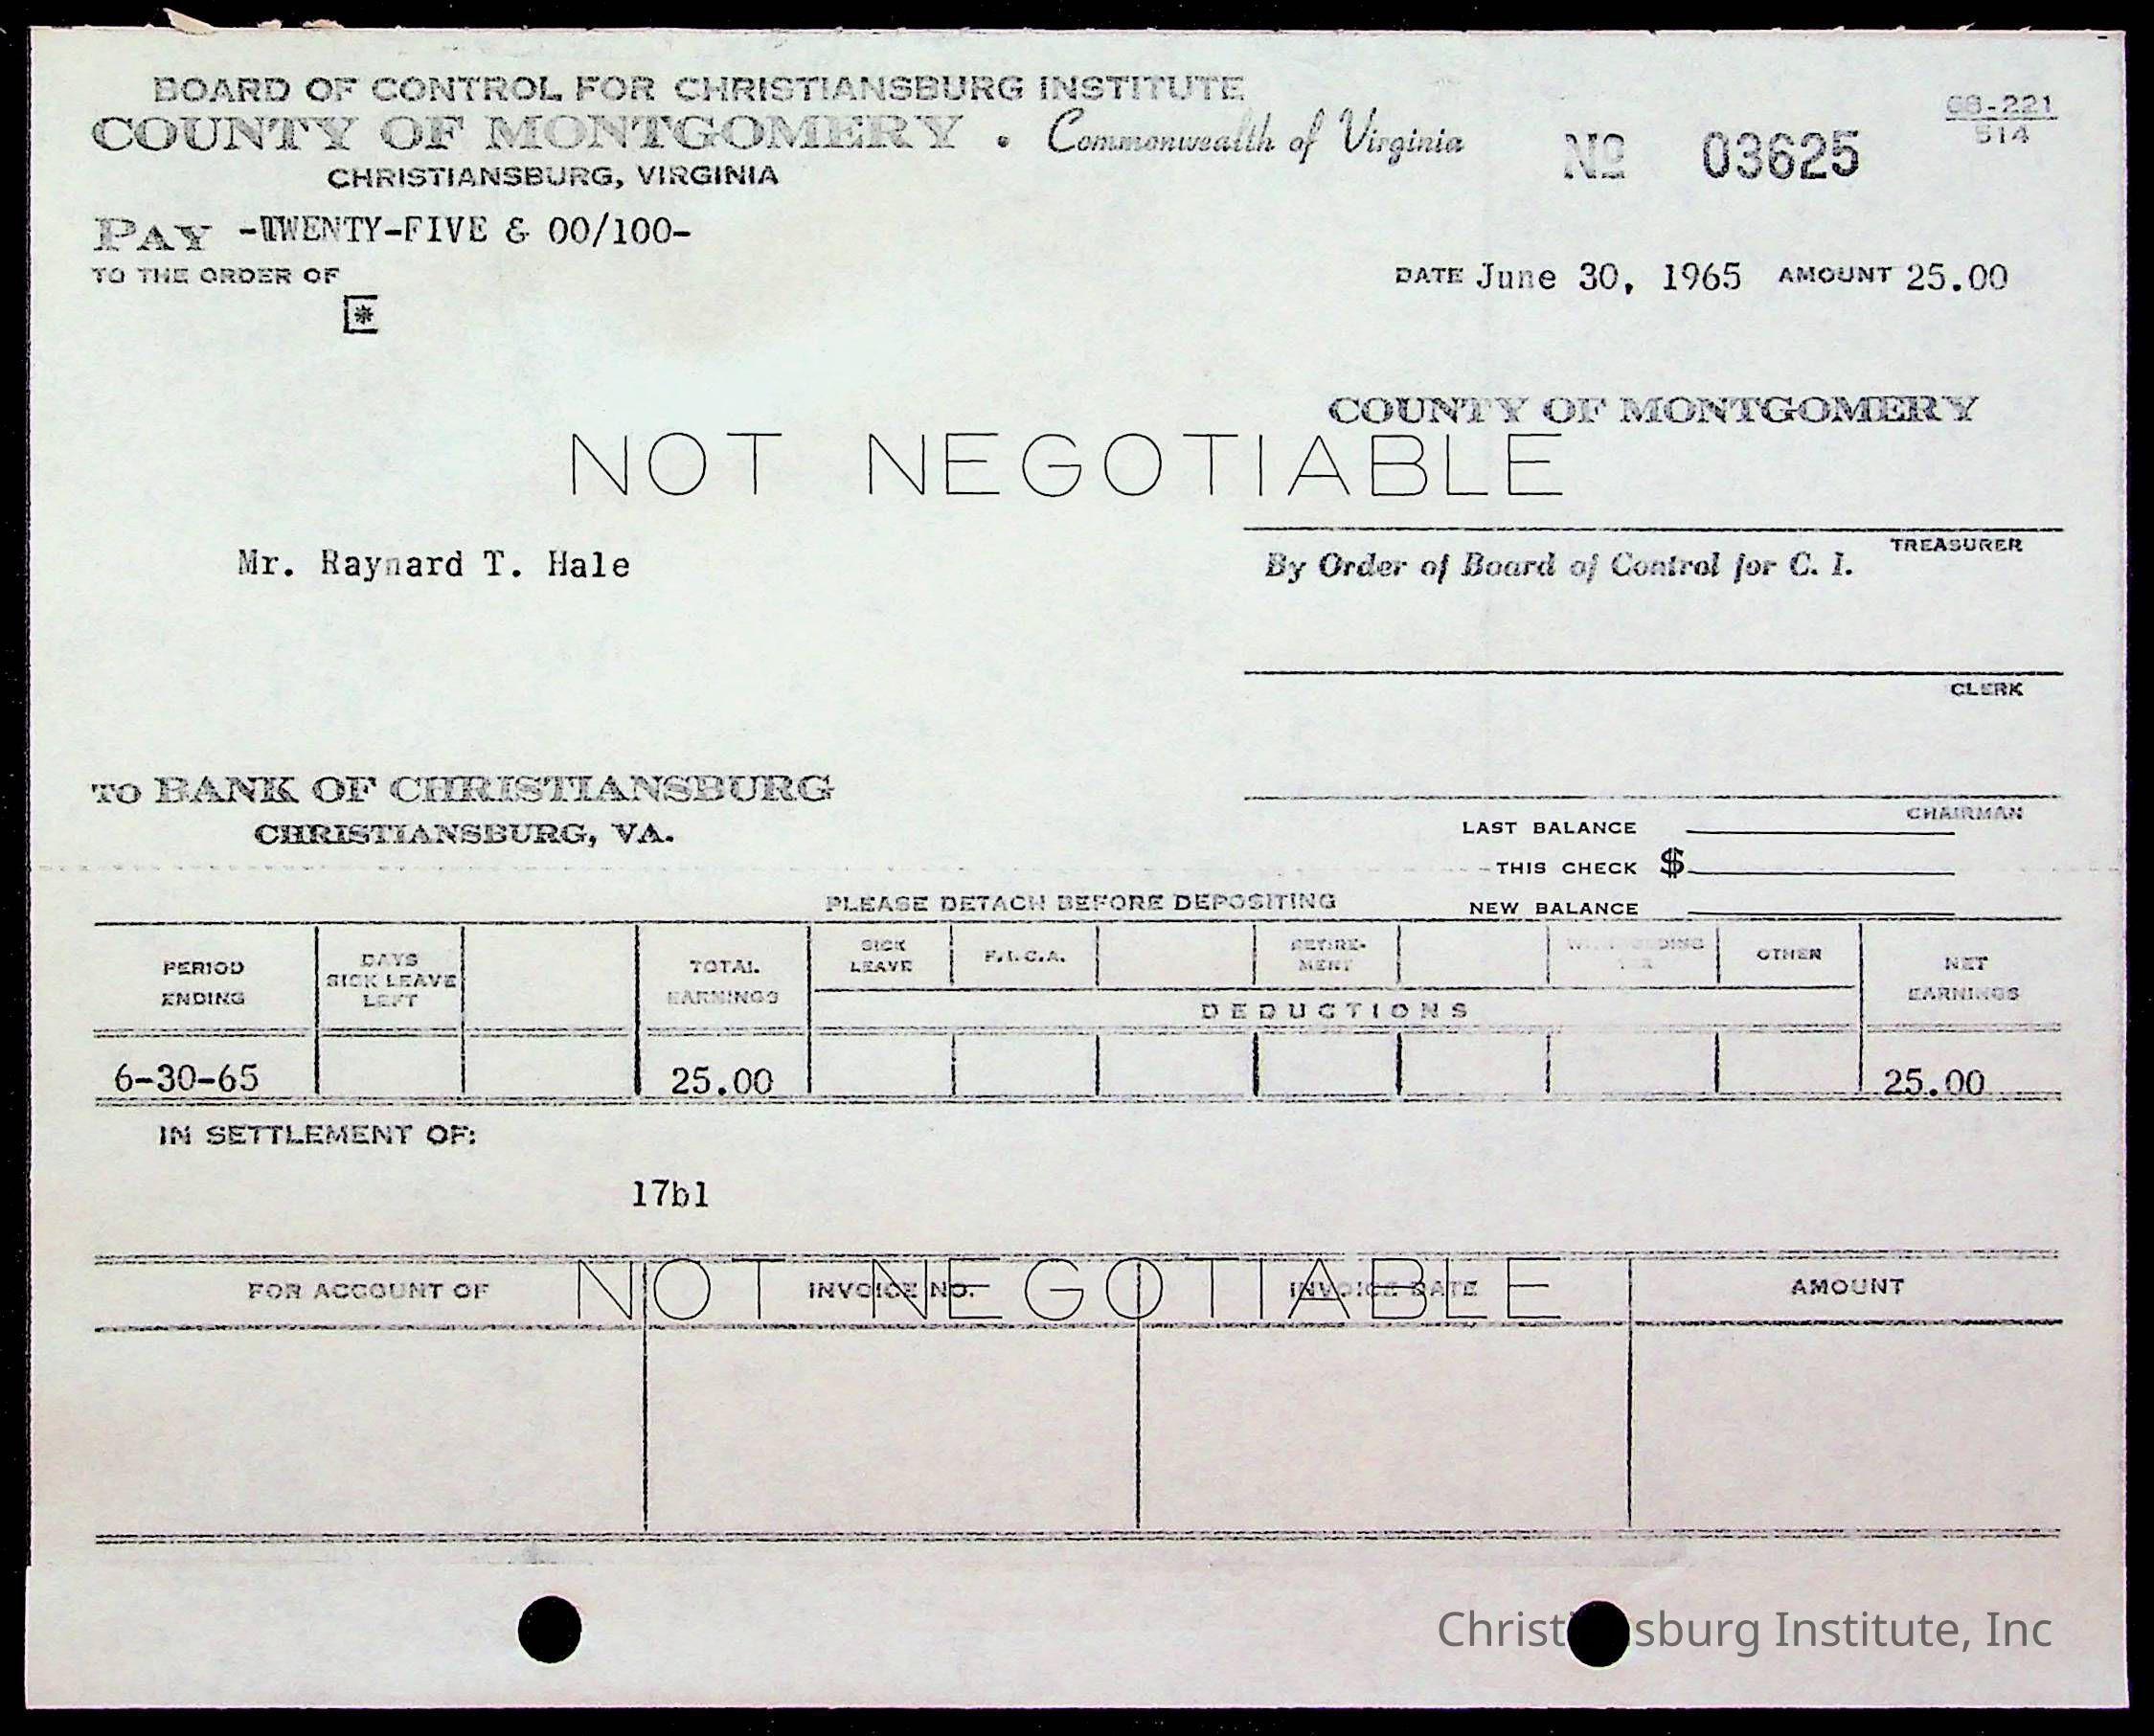 BOARD OF CONTROL FOR CHRISTIANSBURG INSTITUTE
COUNTY OF MONTGOMERY • Commonwealth of Virginia
CHRISTIANSBURG, VIRGINIA
No 03625
68-221
514
PAY -TWENTY-FIVE & 00/100-
TO THE ORDER OF
*
DATE June 30, 1965 AMOUNT 25.00
COUNTY OF MONTGOMERY
NOT NEGOTIABLE
TREASURER
Mr. Raynard T. Hale
By Order of Board of Control for C. I.
CLERK
TO BANK OF CHRISTIANSBURG
CHRISTIANSBURG, VA.
CHAIRMAN
LAST BALANCE
THIS CHECK $
NEW BALANCE
PLEASE DETACH BEFORE DEPOSITING
PERIOD ENDING
DAYS SICK LEAVE LEFT
TOTAL EARNINGS
SICK LEAVE
F.I.C.A.
RETIRE-MENT
OTHER
NET EARNINGS
DEDUCTIONS
6-30-65 25.00 25.00
IN SETTLEMENT OF:
17b1
NOT NEGOTIABLE
FOR ACCOUNT OF INVOICE NO. INVOICE DATE AMOUNT
Institute, Inc